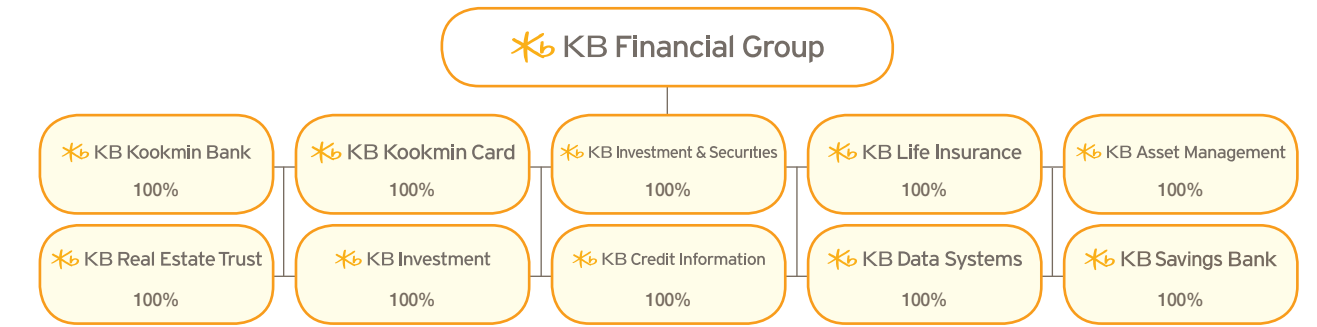 KB Financial Group
KB Kookmin Bank
100%
KB Kookmin Card
100%
KB Investment & Securities
100%
KB Life Insurance
100%
KB Asset Management
100%
KB Real Estate Trust
100%
KB Investment
100%
KB Credit Information
100%
KB Data Systems
100%
KB Savings Bank
100%